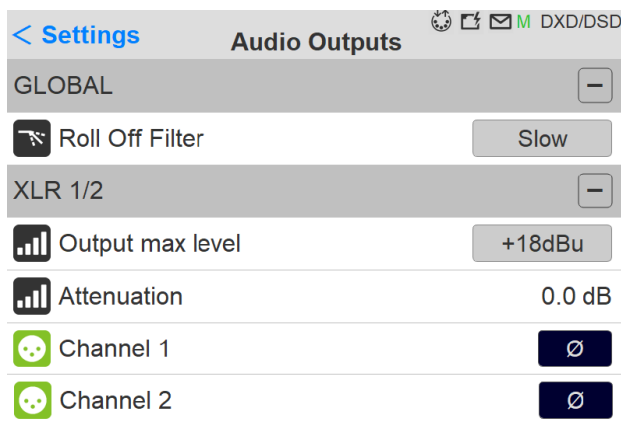 < Settings
Audio Outputs
M DXD/DSD
GLOBAL
Roll Off Filter
Slow
XLR 1/2
Output max level
+18dBu
Attenuation
0.0 dB
Channel 1
Ø
Channel 2
Ø